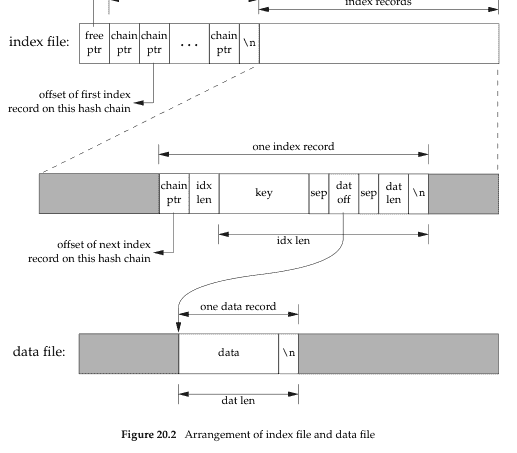 index records
index file:
free ptr
chain ptr
chain ptr
...
chain ptr
\n
offset of first index
record on this hash chain
one index record
chain ptr
idx len
key
sep
dat off
sep
dat len
\n
offset of next index
record on this hash chain
idx len
one data record
data file:
data
\n
dat len
Figure 20.2 Arrangement of index file and data file